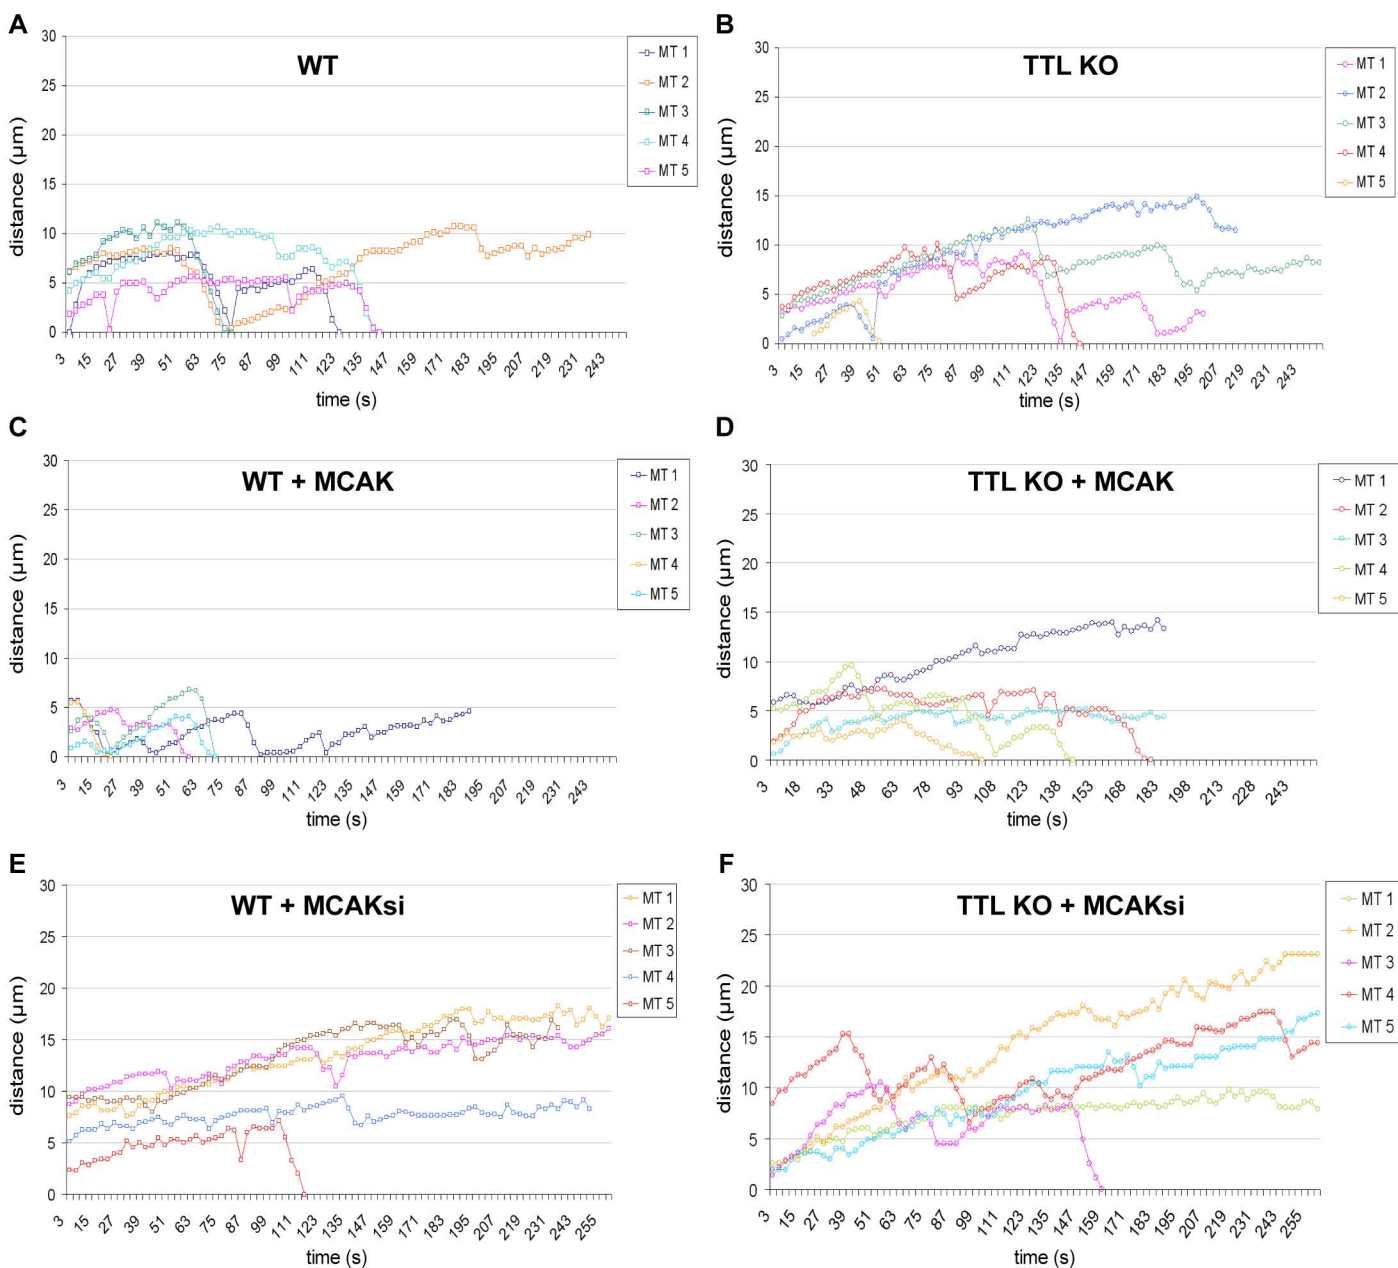 A
WT
distance (µm)
30
25
20
15
10
5
0
3 15 27 39 51 63 75 87 99 111 123 135 147 159 171 183 195 207 219 231 243
time (s)
MT 1
MT 2
MT 3
MT 4
MT 5
B
TTL KO
distance (µm)
30
25
20
15
10
5
0
3 15 27 39 51 63 75 87 99 111 123 135 147 159 171 183 195 207 219 231 243
time (s)
MT 1
MT 2
MT 3
MT 4
MT 5
C
WT + MCAK
distance (µm)
30
25
20
15
10
5
0
3 15 27 39 51 63 75 87 99 111 123 135 147 159 171 183 195 207 219 231 243
time (s)
MT 1
MT 2
MT 3
MT 4
MT 5
D
TTL KO + MCAK
distance (µm)
30
25
20
15
10
5
0
3 18 33 48 63 78 93 108 123 138 153 168 183 198 213 228 243
time (s)
MT 1
MT 2
MT 3
MT 4
MT 5
E
WT + MCAKsi
distance (µm)
30
25
20
15
10
5
0
3 15 27 39 51 63 75 87 99 111 123 135 147 159 171 183 195 207 219 231 243 255
time (s)
MT 1
MT 2
MT 3
MT 4
MT 5
F
TTL KO + MCAKsi
distance (µm)
30
25
20
15
10
5
0
3 15 27 39 51 63 75 87 99 111 123 135 147 159 171 183 195 207 219 231 243 255
time (s)
MT 1
MT 2
MT 3
MT 4
MT 5